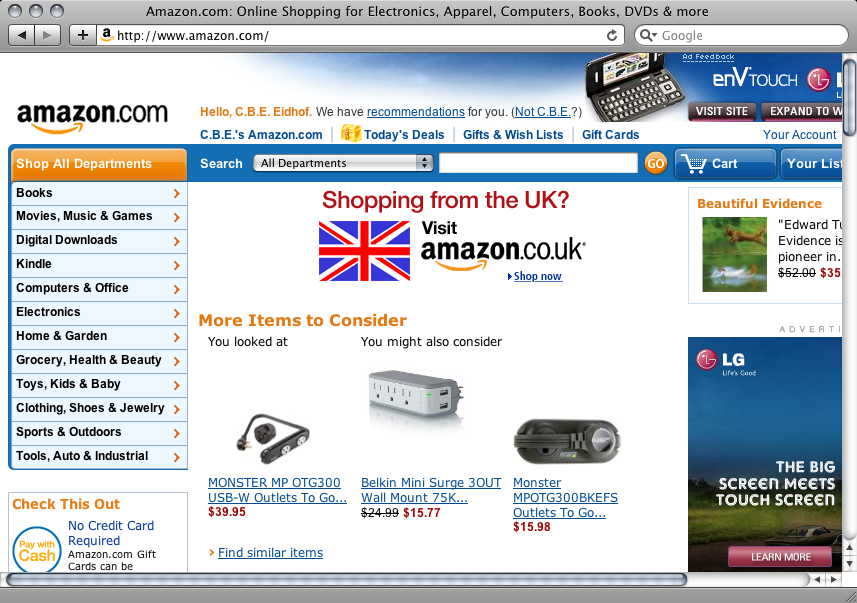 Amazon.com: Online Shopping for Electronics, Apparel, Computers, Books, DVDs & more
http://www.amazon.com/
Google
Ad Feedback
enV TOUCH LG
VISIT SITE
EXPAND TO W
amazon.com
Hello, C.B.E. Eidhof. We have recommendations for you. (Not C.B.E.?)
C.B.E.'s Amazon.com
Today's Deals
Gifts & Wish Lists
Gift Cards
Your Account
Shop All Departments
Search
All Departments
GO
Cart
Your List
Books
Movies, Music & Games
Digital Downloads
Kindle
Computers & Office
Electronics
Home & Garden
Grocery, Health & Beauty
Toys, Kids & Baby
Clothing, Shoes & Jewelry
Sports & Outdoors
Tools, Auto & Industrial
Check This Out
Pay with
Cash
No Credit Card
Required
Amazon.com Gift
Cards can be
Shopping from the UK?
Visit
amazon.co.uk
Shop now
More Items to Consider
You looked at
You might also consider
MONSTER MP OTG300
USB-W Outlets To Go...
$39.95
Belkin Mini Surge 3OUT
Wall Mount 75K...
$24.99 $15.77
Monster
MPOTG300BKEFS
Outlets To Go...
$15.98
Find similar items
Beautiful Evidence
"Edward Tu
Evidence is
pioneer in.
$52.00 $35
ADVERTI
LG
Life's Good
THE BIG
SCREEN MEETS
TOUCH SCREEN
LEARN MORE